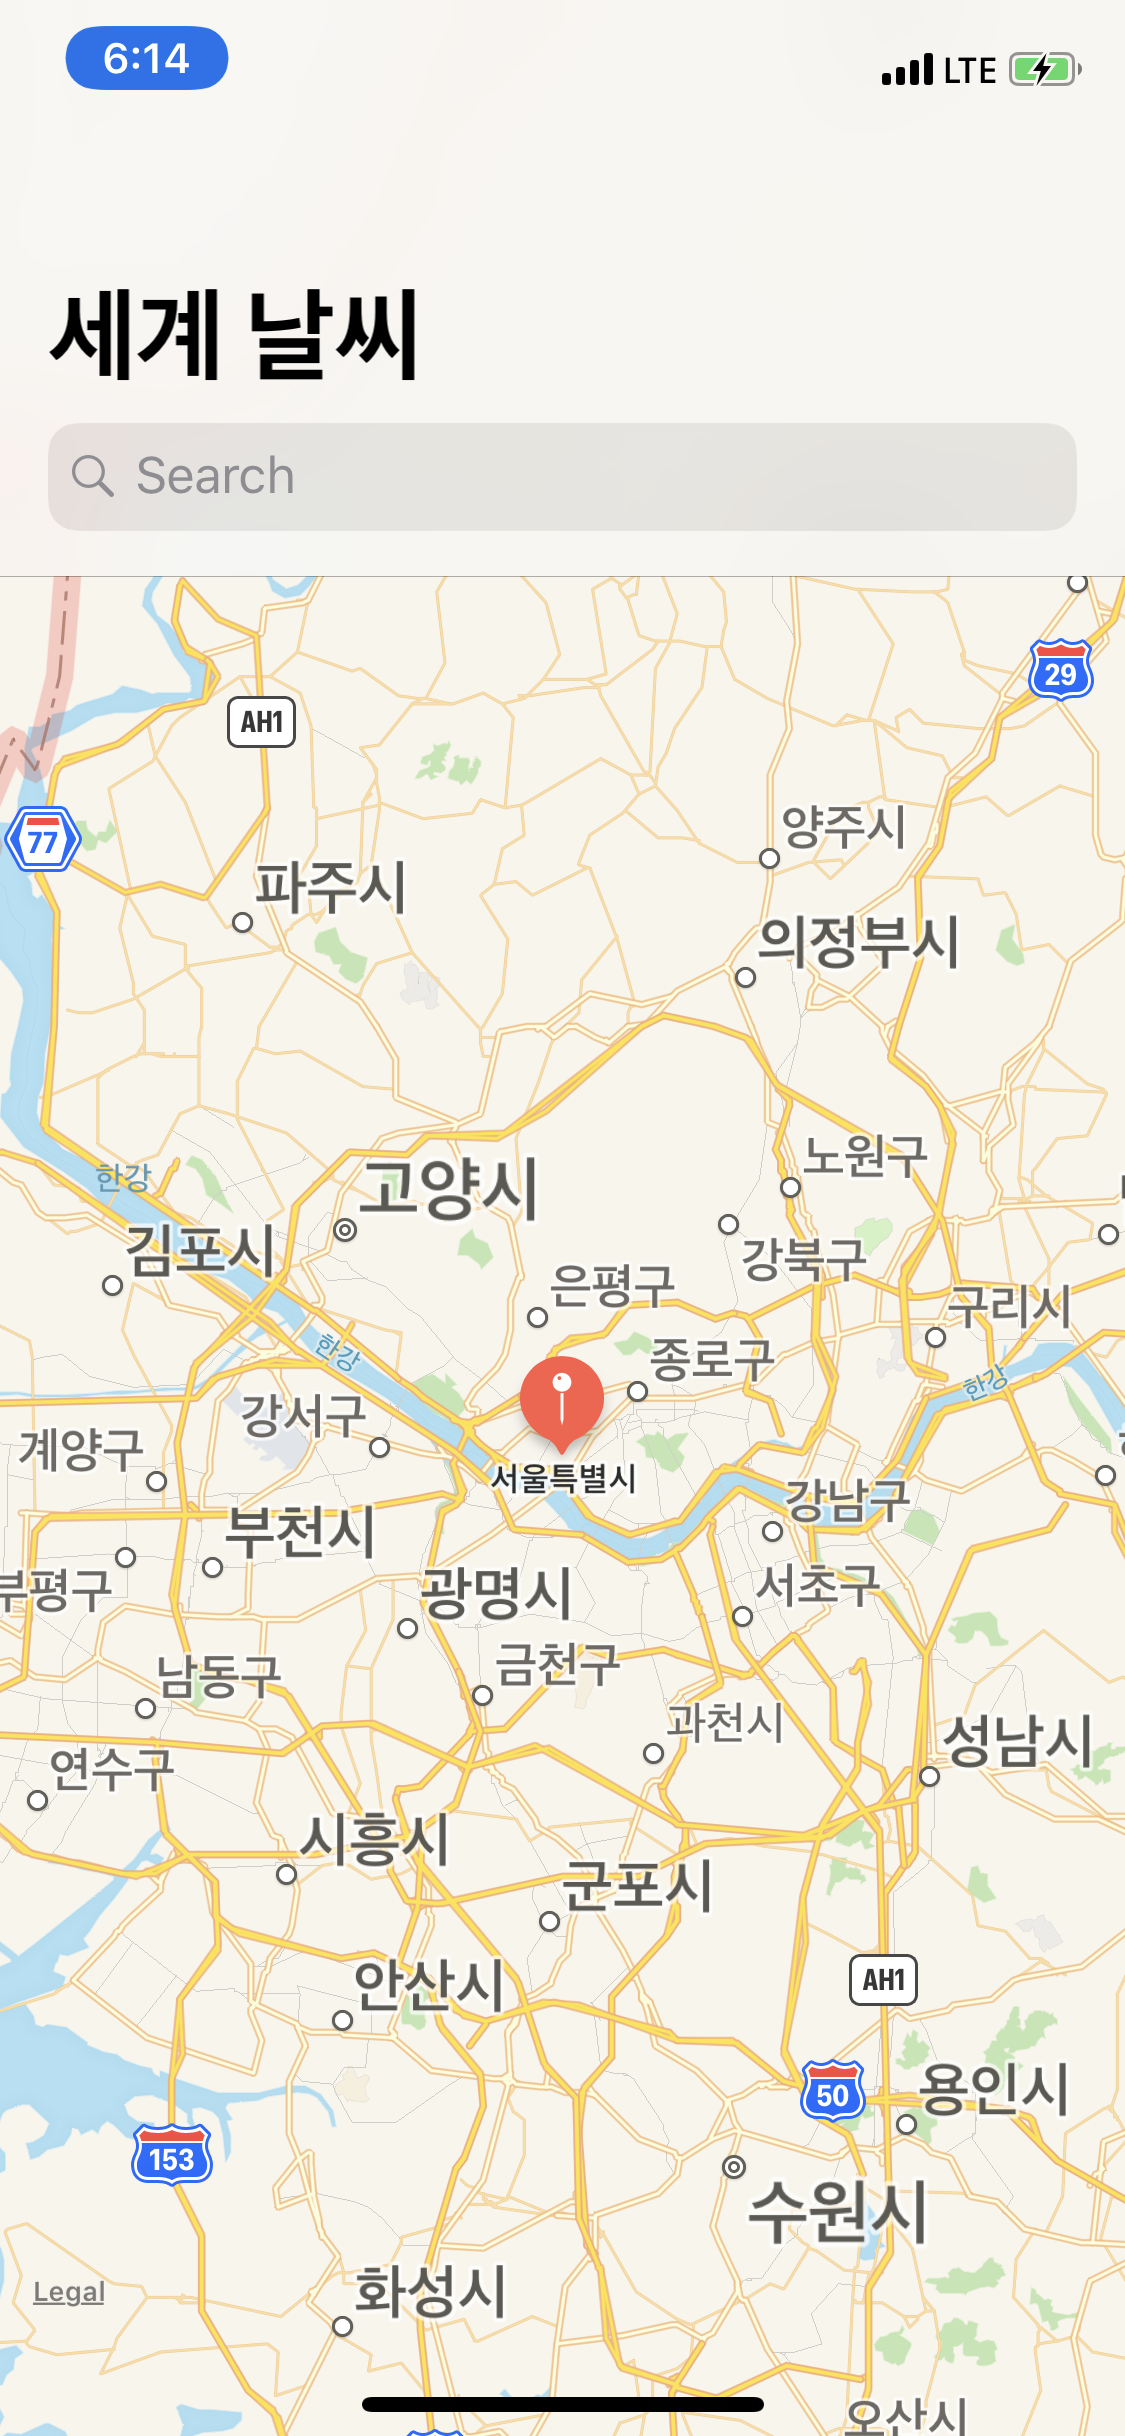 6:14
LTE
세계 날씨
Search
29
AH1
77
양주시
파주시
의정부시
노원구
한강
고양시
김포시
강북구
은평구
구리시
한강
종로구
한강
강서구
계양구
서울특별시
강남구
부천시
부평구
광명시
서초구
금천구
남동구
과천시
성남시
연수구
시흥시
군포시
안산시
AH1
용인시
50
153
수원시
Legal
화성시
오산시